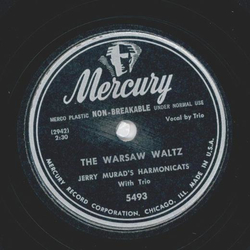 Mercury
MERCO PLASTIC NON-BREAKABLE UNDER NORMAL USE
(2942)
2:30
Vocal by Trio
THE WARSAW WALTZ
JERRY MURAD'S HARMONICATS
With Trio
5493
MERCURY RECORD CORPORATION, CHICAGO, ILL. MADE IN U.S.A.